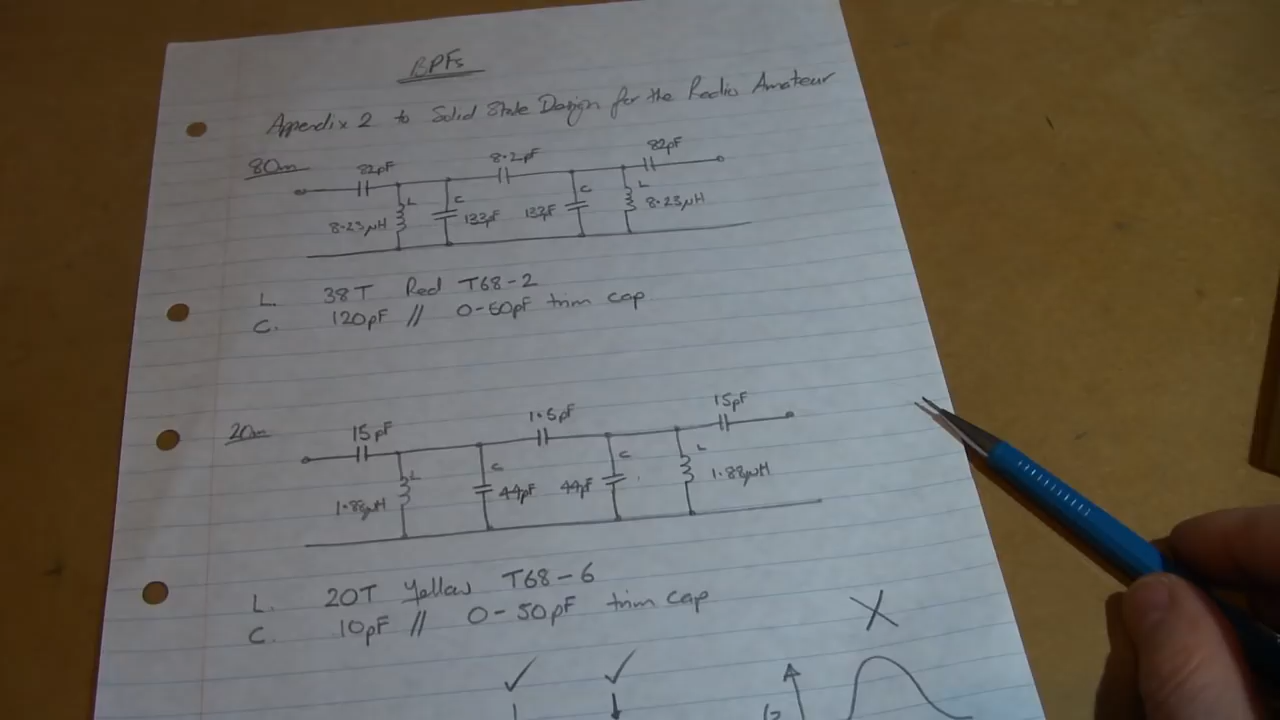 BPFs
Appendix 2 to Solid State Design for the Radio Amateur
80m
82pF 8.2pF 82pF
L C C L
8.23µH 133pF 133pF 8.23µH
L. 38T Red T68-2
C. 120pF // 0-50pF trim cap
20m
15pF 1.5pF 15pF
L C C L
1.88µH 44pF 44pF 1.88µH
L. 20T Yellow T68-6
C. 10pF // 0-50pF trim cap